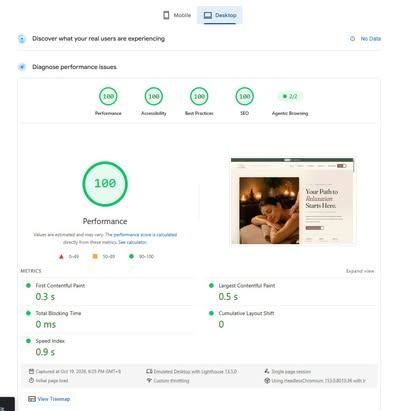 Mobile
Desktop
Discover what your real users are experiencing
No Data
Diagnose performance issues
100
100
100
100
2/2
Performance
Accessibility
Best Practices
SEO
Agentic Browsing
100
Performance
Values are estimated and may vary. The performance score is calculated
directly from these metrics. See calculator.
0–49
50–89
90–100
Your Path to
Relaxation
Starts Here.
METRICS
Expand view
First Contentful Paint
0.3 s
Largest Contentful Paint
0.5 s
Total Blocking Time
0 ms
Cumulative Layout Shift
0
Speed Index
0.9 s
Emulated Desktop with Lighthouse
Single page session
Initial page load
Custom throttling
View Treemap